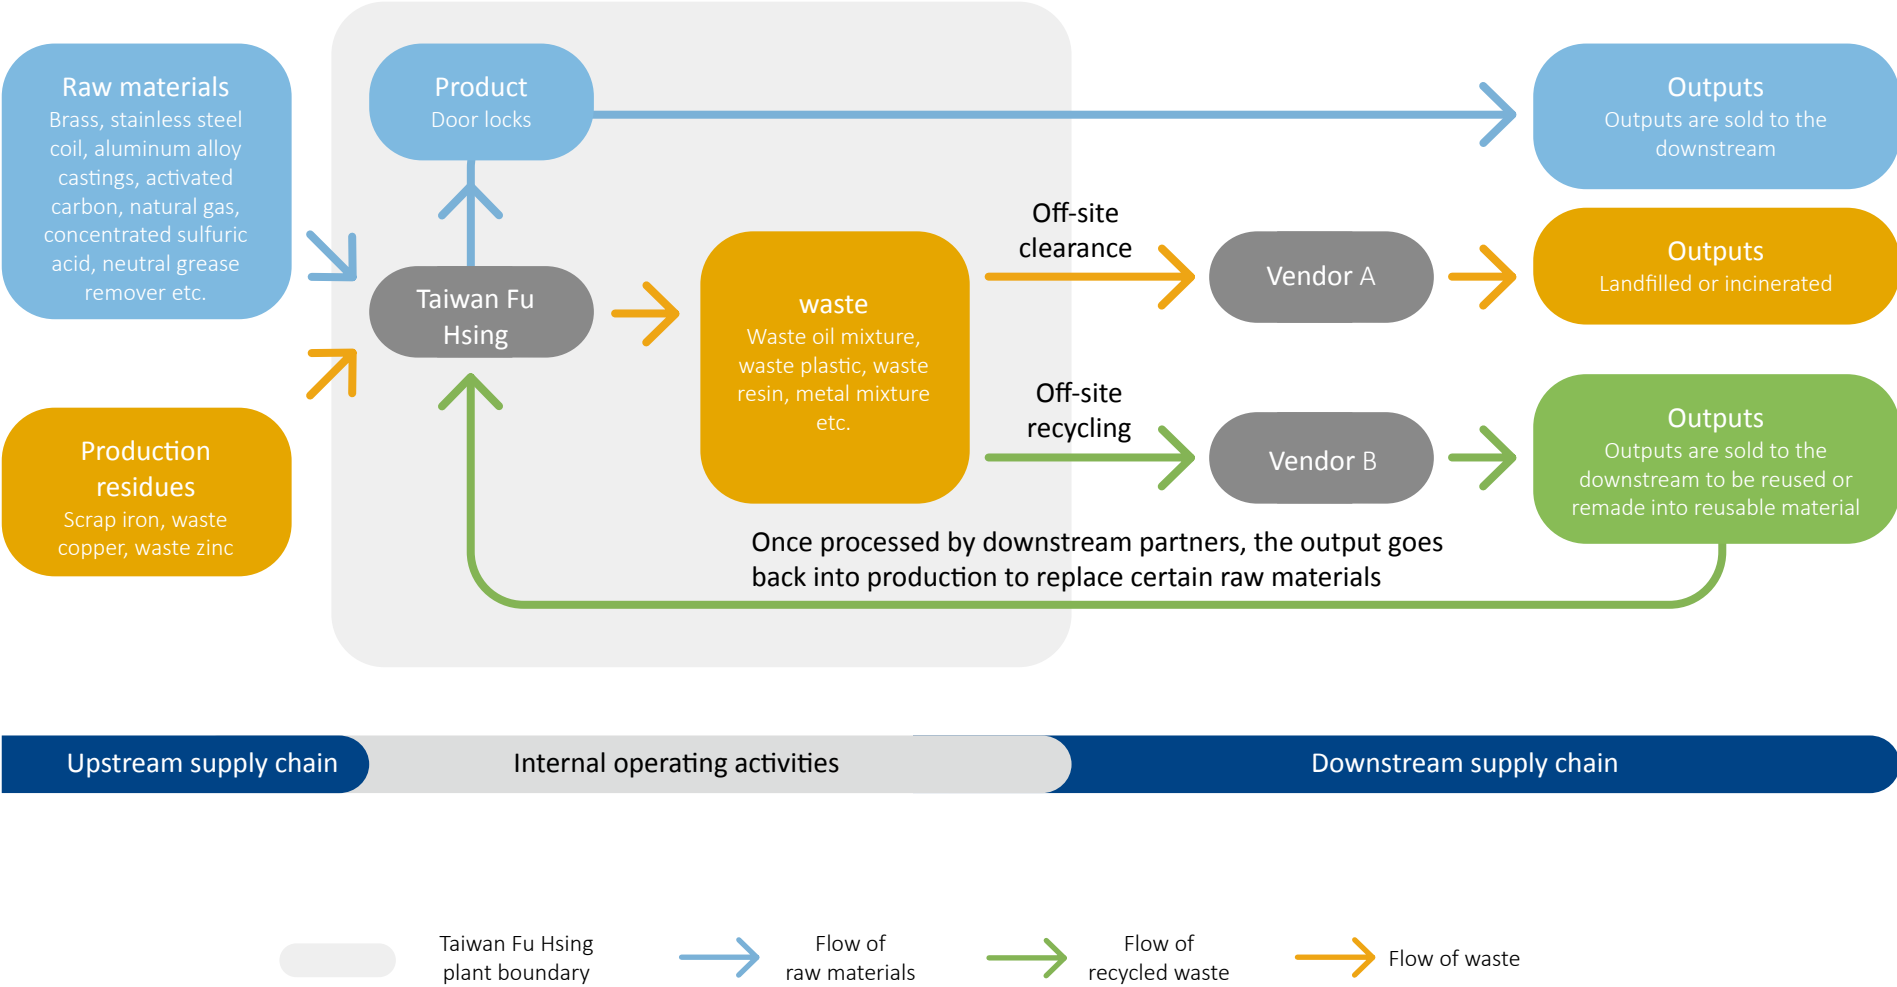 Raw materials
Brass, stainless steel
coil, aluminum alloy
castings, activated
carbon, natural gas,
concentrated sulfuric
acid, neutral grease
remover etc.
Production
residues
Scrap iron, waste
copper, waste zinc
Product
Door locks
Taiwan Fu
Hsing
waste
Waste oil mixture,
waste plastic, waste
resin, metal mixture
etc.
Off-site
clearance
Vendor A
Off-site
recycling
Vendor B
Outputs
Outputs are sold to the
downstream
Outputs
Landfilled or incinerated
Outputs
Outputs are sold to the
downstream to be reused or
remade into reusable material
Once processed by downstream partners, the output goes
back into production to replace certain raw materials
Upstream supply chain
Internal operating activities
Downstream supply chain
Taiwan Fu Hsing
plant boundary
Flow of
raw materials
Flow of
recycled waste
Flow of waste